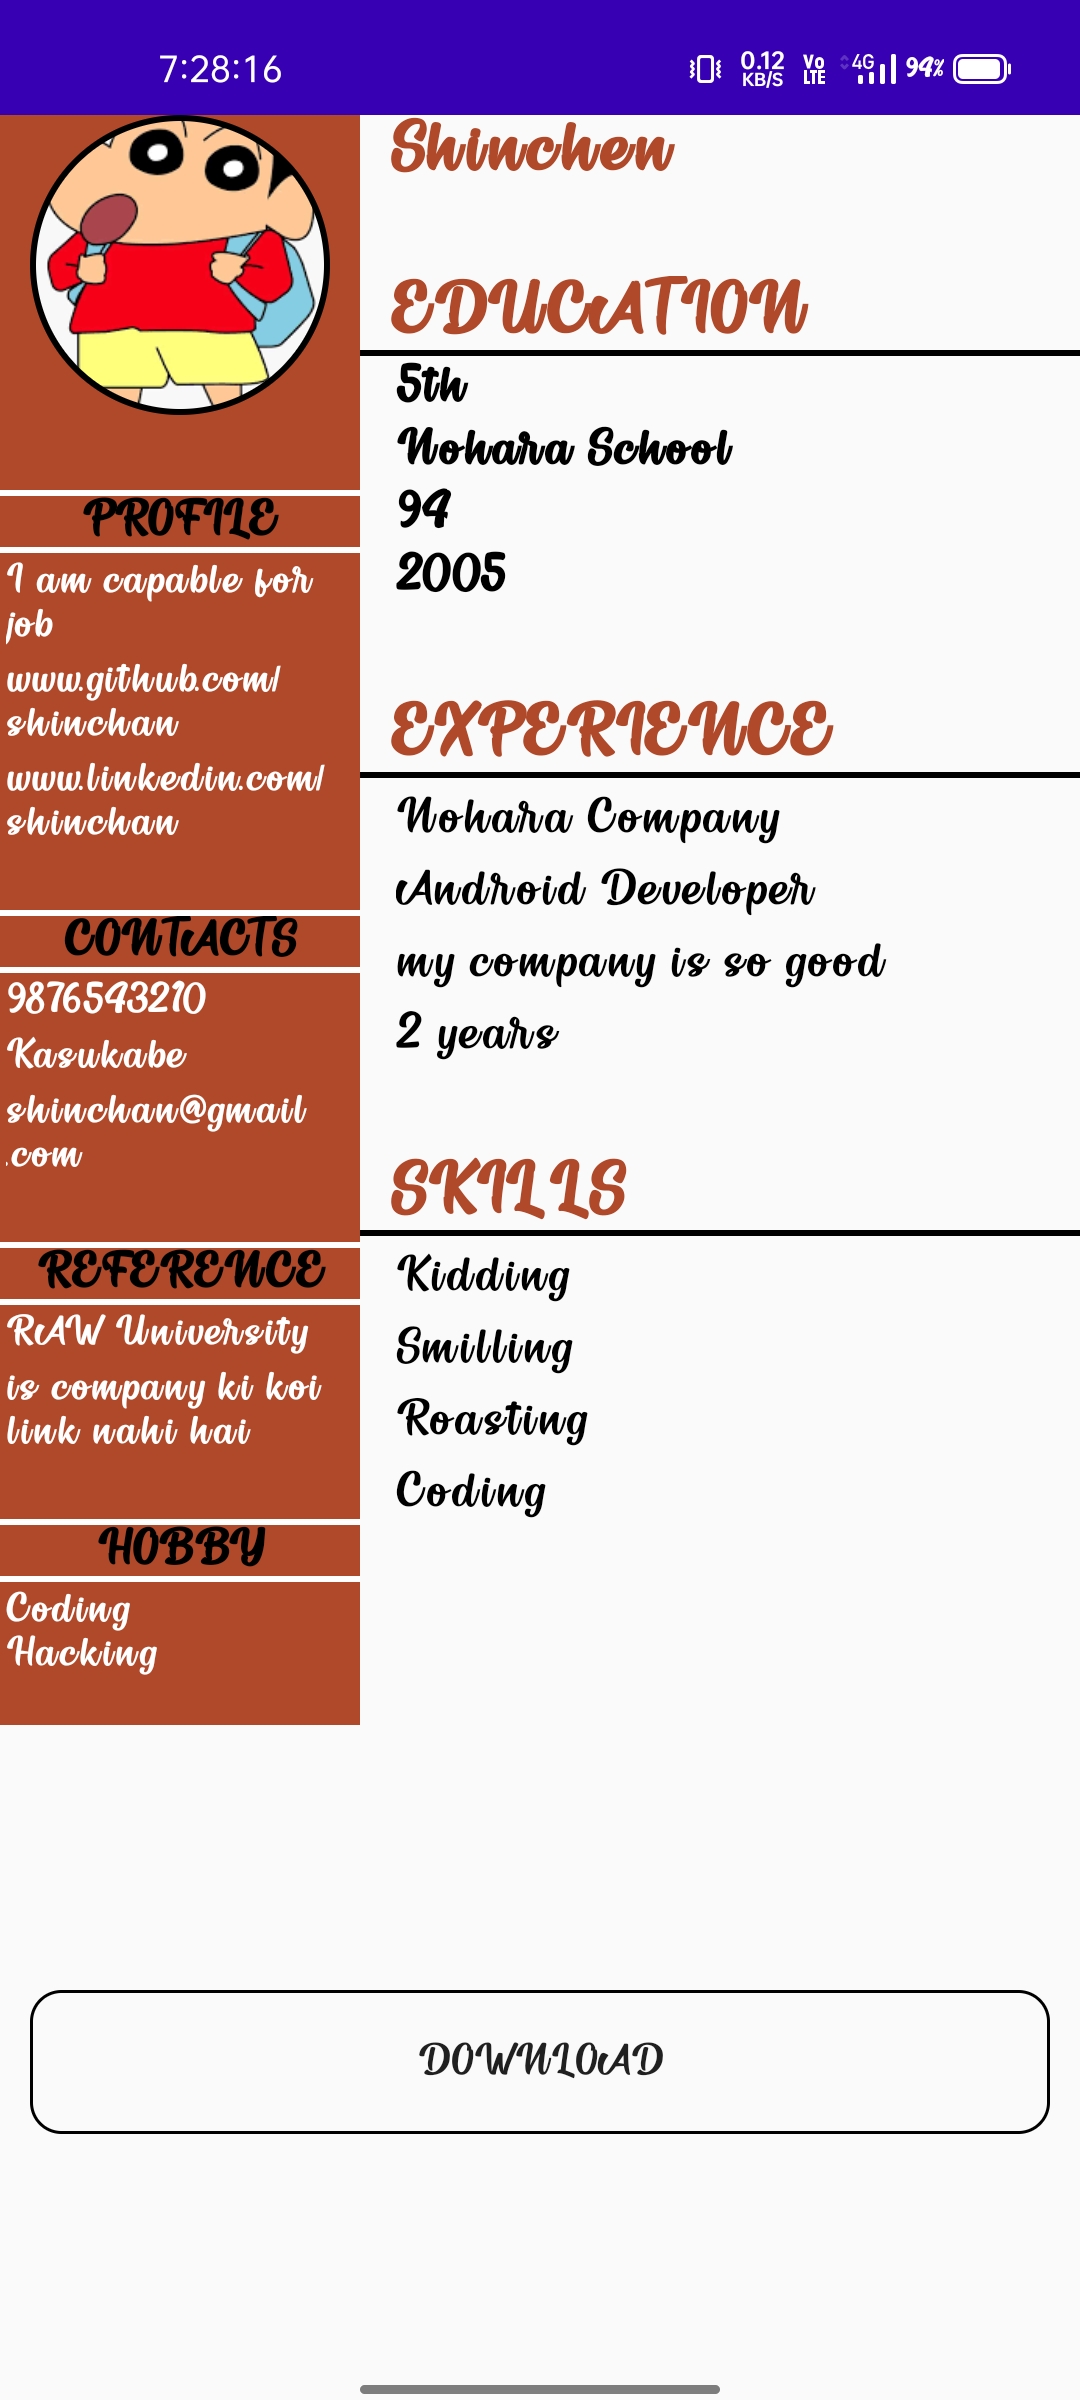 7:28:16
0.12
KB/S
Vo
LTE
4G
94%
Shinchen
EDUCATION
5th
Nohara School
94
2005
EXPERIENCE
Nohara Company
Android Developer
my company is so good
2 years
SKILLS
Kidding
Smilling
Roasting
Coding
PROFILE
I am capable for
job
www.github.com/
shinchan
www.linkedin.com/
shinchan
CONTACTS
9876543210
Kasukabe
shinchan@gmail
.com
REFERENCE
RAW University
is company ki koi
link nahi hai
HOBBY
Coding
Hacking
DOWNLOAD